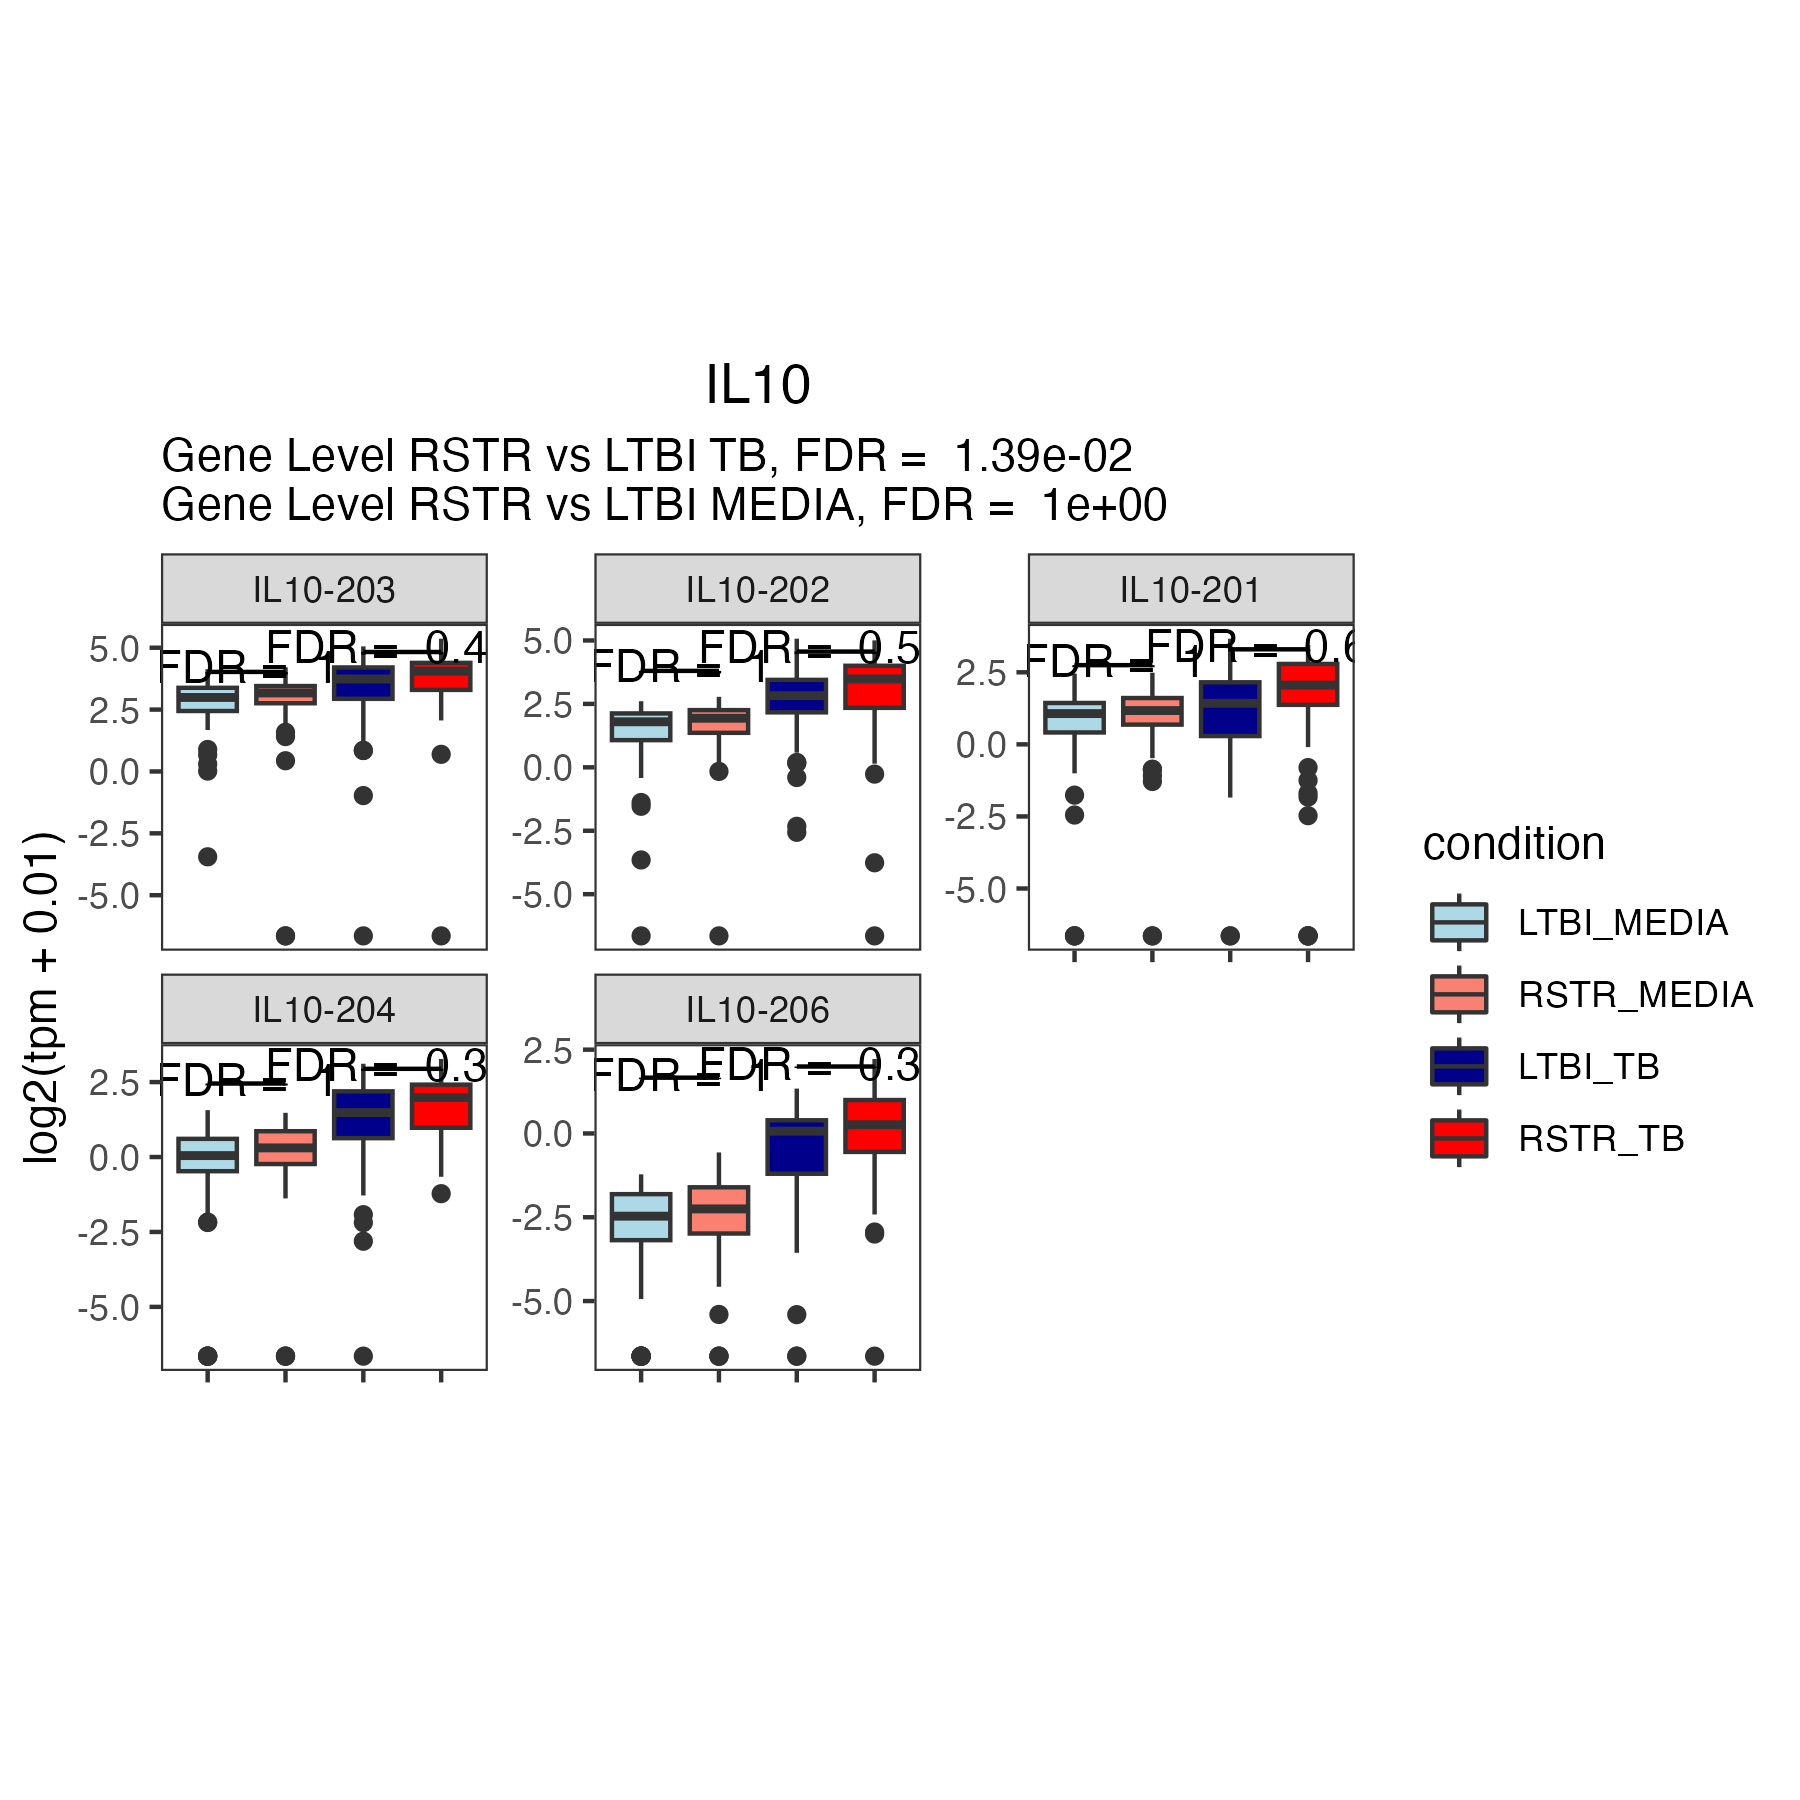 IL10
Gene Level RSTR vs LTBI TB, FDR = 1.39e-02
Gene Level RSTR vs LTBI MEDIA, FDR = 1e+00
IL10-203
IL10-202
IL10-201
FDR = 1
FDR = 0.4
FDR = 1
FDR = 0.5
FDR = 1
FDR = 0.6
5.0
2.5
0.0
-2.5
-5.0
5.0
2.5
0.0
-2.5
-5.0
2.5
0.0
-2.5
-5.0
IL10-204
IL10-206
FDR = 1
FDR = 0.3
FDR = 1
FDR = 0.3
2.5
0.0
-2.5
-5.0
2.5
0.0
-2.5
-5.0
log2(tpm + 0.01)
condition
LTBI_MEDIA
RSTR_MEDIA
LTBI_TB
RSTR_TB